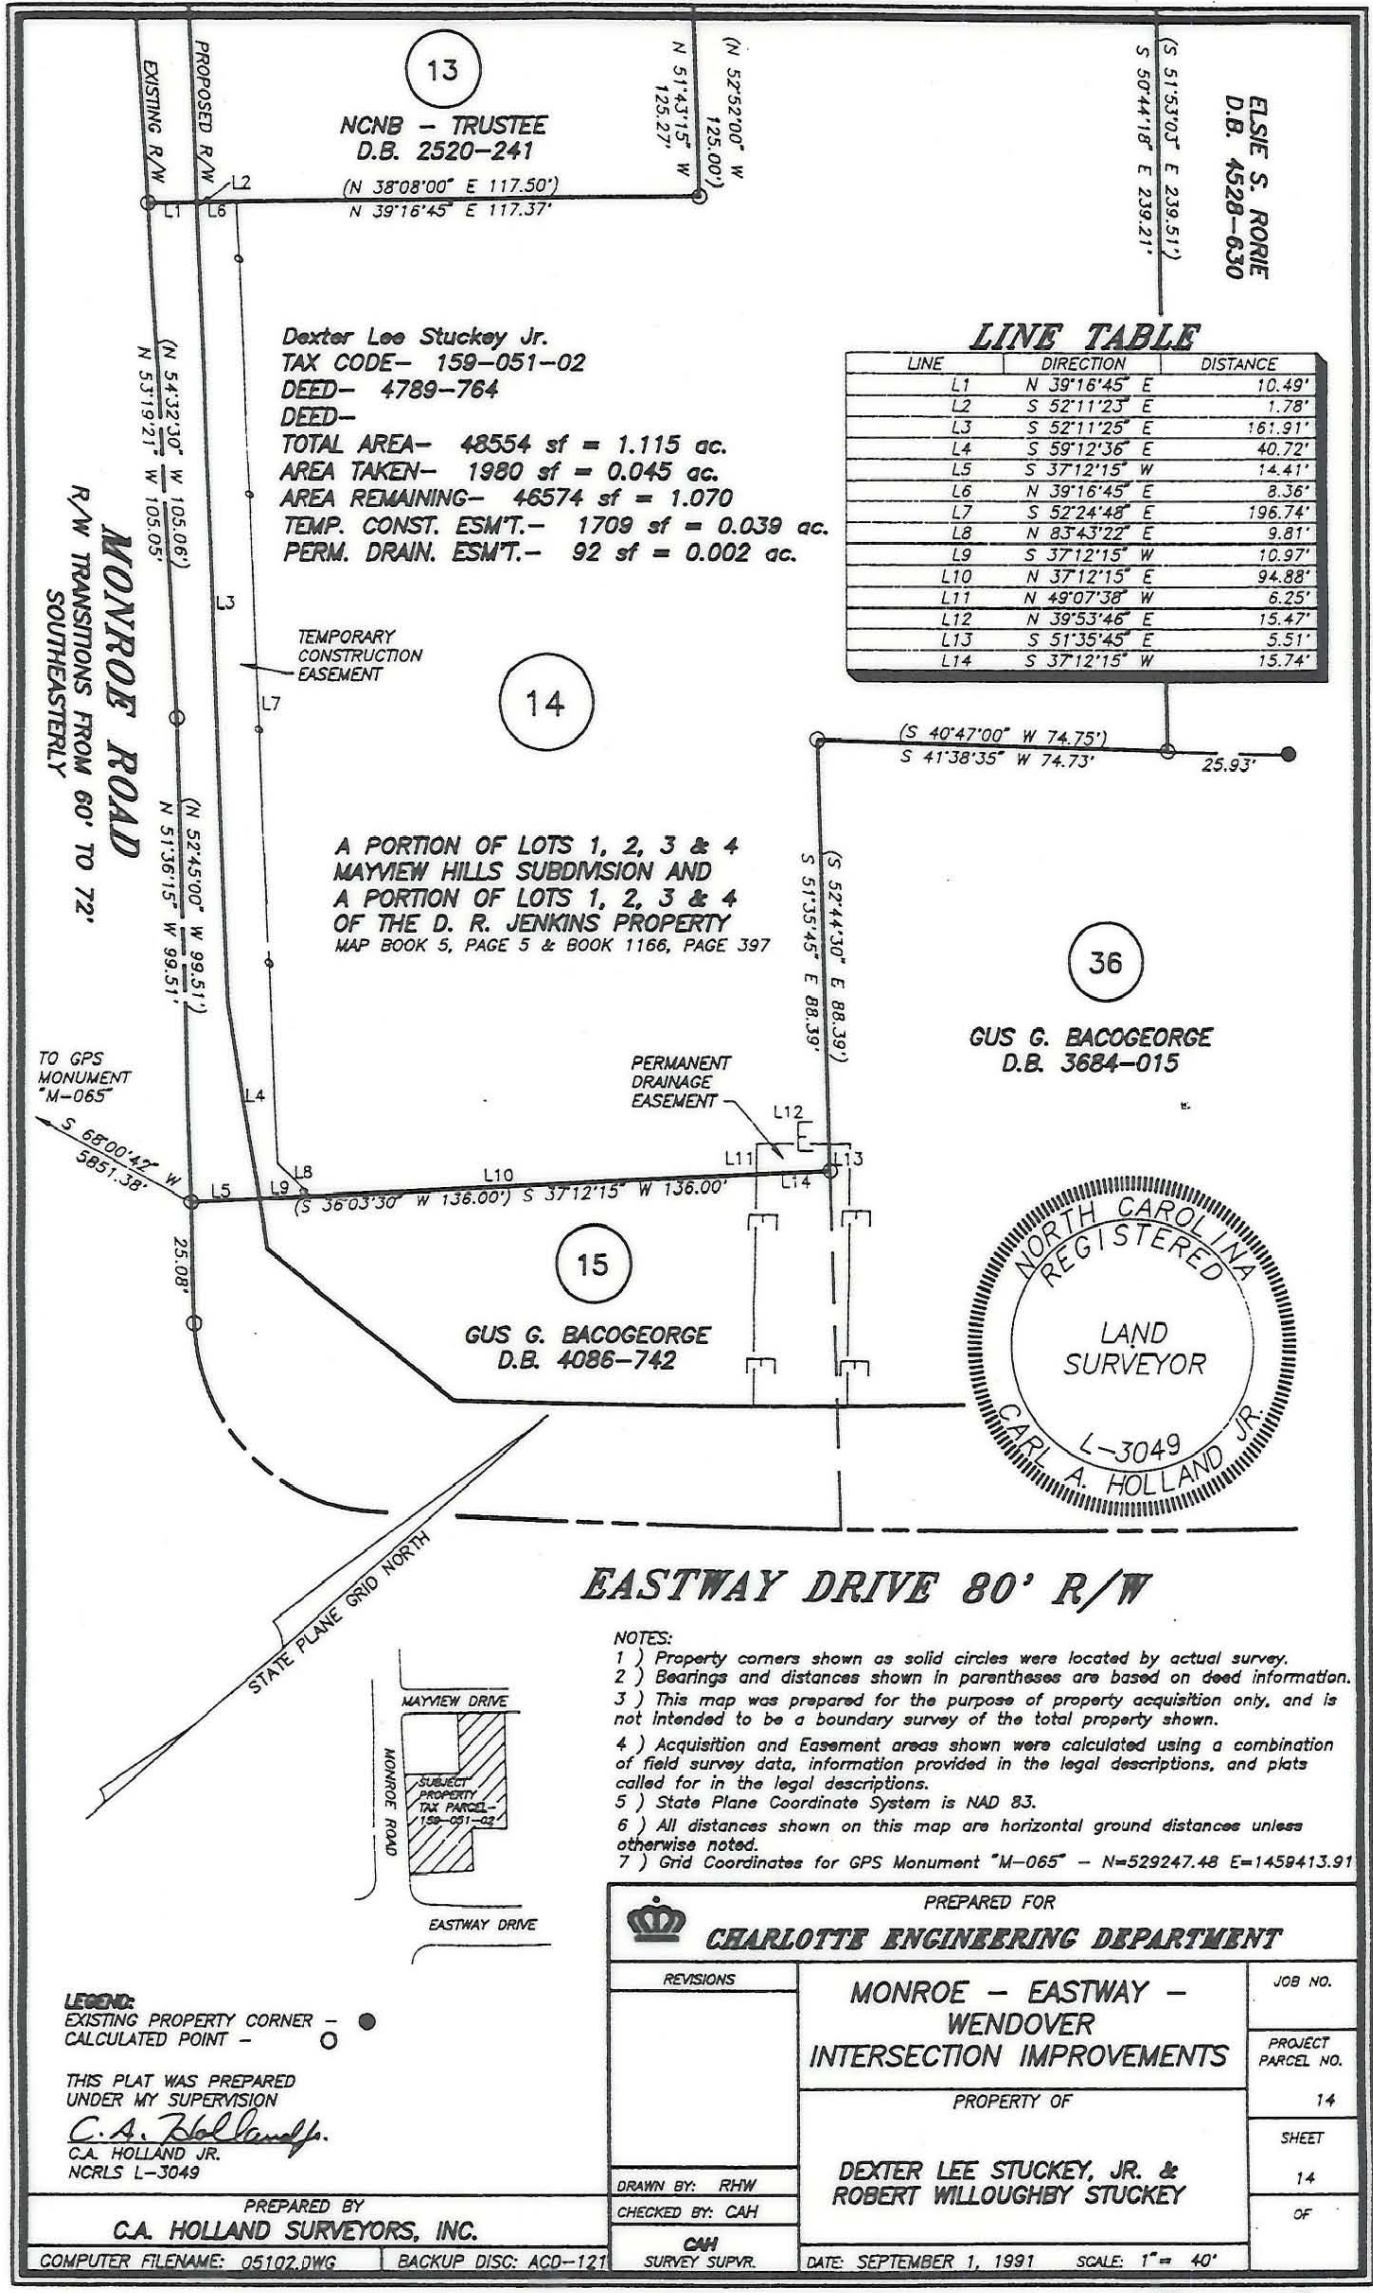 EXISTING R/W
PROPOSED R/W
13
NCNB – TRUSTEE
D.B. 2520–241
(N 38°08'00" E 117.50')
N 39°16'45" E 117.37'
L1
L6
L2
N 51°43'15" W
125.27'
(N 52°52'00" W
125.00')
(S 51°53'03" E 239.51')
S 50°44'18" E 239.21'
ELSIE S. RORIE
D.B. 4528–630
Dexter Lee Stuckey Jr.
TAX CODE– 159–051–02
DEED– 4789–764
DEED–
TOTAL AREA– 48554 sf = 1.115 ac.
AREA TAKEN– 1980 sf = 0.045 ac.
AREA REMAINING– 46574 sf = 1.070
TEMP. CONST. ESM'T.– 1709 sf = 0.039 ac.
PERM. DRAIN. ESM'T.– 92 sf = 0.002 ac.
LINE TABLE
LINE DIRECTION DISTANCE
L1 N 39°16'45" E 10.49'
L2 S 52°11'23" E 1.78'
L3 S 52°11'25" E 161.91'
L4 S 59°12'36" E 40.72'
L5 S 37°12'15" W 14.41'
L6 N 39°16'45" E 8.36'
L7 S 52°24'48" E 196.74'
L8 N 83°43'22" E 9.81'
L9 S 37°12'15" W 10.97'
L10 N 37°12'15" E 94.88'
L11 N 49°07'38" W 6.25'
L12 N 39°53'46" E 15.47'
L13 S 51°35'45" E 5.51'
L14 S 37°12'15" W 15.74'
(N 54°32'30" W 105.06')
N 53°19'21" W 105.05'
MONROE ROAD
R/W TRANSITIONS FROM 60' TO 72'
SOUTHEASTERLY
L3
TEMPORARY
CONSTRUCTION
EASEMENT
L7
14
(S 40°47'00" W 74.75')
S 41°38'35" W 74.73'
25.93'
(N 52°45'00" W 99.51')
N 51°36'15" W 99.51'
A PORTION OF LOTS 1, 2, 3 & 4
MAYVIEW HILLS SUBDIVISION AND
A PORTION OF LOTS 1, 2, 3 & 4
OF THE D. R. JENKINS PROPERTY
MAP BOOK 5, PAGE 5 & BOOK 1166, PAGE 397
(S 52°44'30" E 88.39')
S 51°35'45" E 88.39'
36
GUS G. BACOGEORGE
D.B. 3684–015
TO GPS
MONUMENT
"M–065"
S 68°00'42" W
5851.38'
L4
PERMANENT
DRAINAGE
EASEMENT
L12
E
L5
L9
L8
L10
L11
L14
L13
(S 36°03'30" W 136.00') S 37°12'15" W 136.00'
25.08'
15
GUS G. BACOGEORGE
D.B. 4086–742
E
E
E
E
NORTH CAROLINA
REGISTERED
LAND
SURVEYOR
L–3049
CARL A. HOLLAND JR.
STATE PLANE GRID NORTH
EASTWAY DRIVE 80' R/W
NOTES:
1 ) Property corners shown as solid circles were located by actual survey.
2 ) Bearings and distances shown in parentheses are based on deed information.
3 ) This map was prepared for the purpose of property acquisition only, and is
not intended to be a boundary survey of the total property shown.
4 ) Acquisition and Easement areas shown were calculated using a combination
of field survey data, information provided in the legal descriptions, and plats
called for in the legal descriptions.
5 ) State Plane Coordinate System is NAD 83.
6 ) All distances shown on this map are horizontal ground distances unless
otherwise noted.
7 ) Grid Coordinates for GPS Monument "M–065" – N=529247.48 E=1459413.91
MAYVIEW DRIVE
MONROE ROAD
SUBJECT
PROPERTY
TAX PARCEL–
159–051–02
EASTWAY DRIVE
LEGEND:
EXISTING PROPERTY CORNER –
CALCULATED POINT –
THIS PLAT WAS PREPARED
UNDER MY SUPERVISION
C. A. Holland Jr.
C.A. HOLLAND JR.
NCRLS L–3049
PREPARED BY
C.A. HOLLAND SURVEYORS, INC.
COMPUTER FILENAME: 05102.DWG
BACKUP DISC: ACD–121
PREPARED FOR
CHARLOTTE ENGINEERING DEPARTMENT
REVISIONS
MONROE – EASTWAY –
WENDOVER
INTERSECTION IMPROVEMENTS
JOB NO.
PROJECT
PARCEL NO.
14
PROPERTY OF
DEXTER LEE STUCKEY, JR. &
ROBERT WILLOUGHBY STUCKEY
SHEET
14
OF
DRAWN BY: RHW
CHECKED BY: CAH
CAH
SURVEY SUPVR.
DATE: SEPTEMBER 1, 1991
SCALE: 1"= 40'